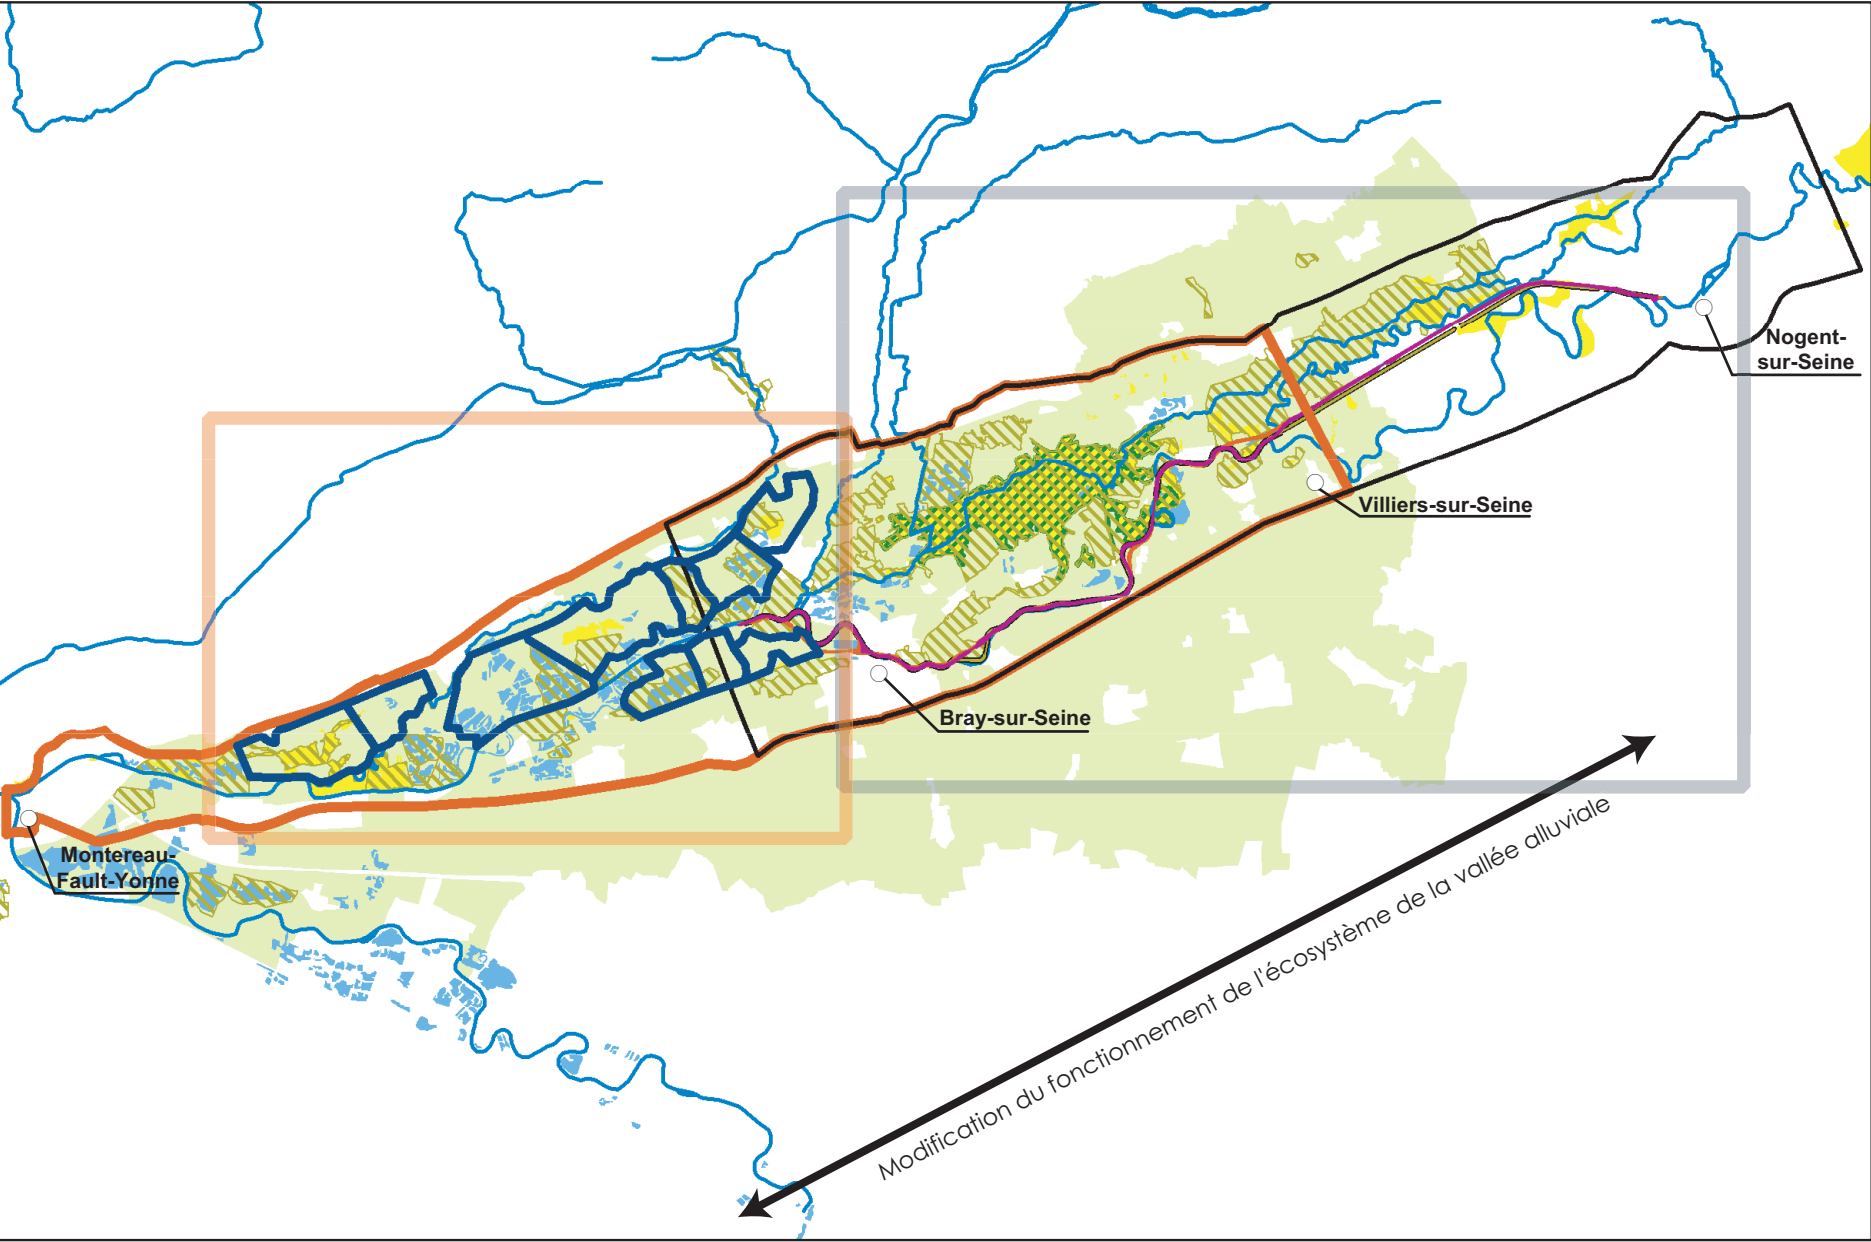 Nogent-
sur-Seine
Villiers-sur-Seine
Bray-sur-Seine
Montereau-
Fault-Yonne
Modification du fonctionnement de l'écosystème de la vallée alluviale